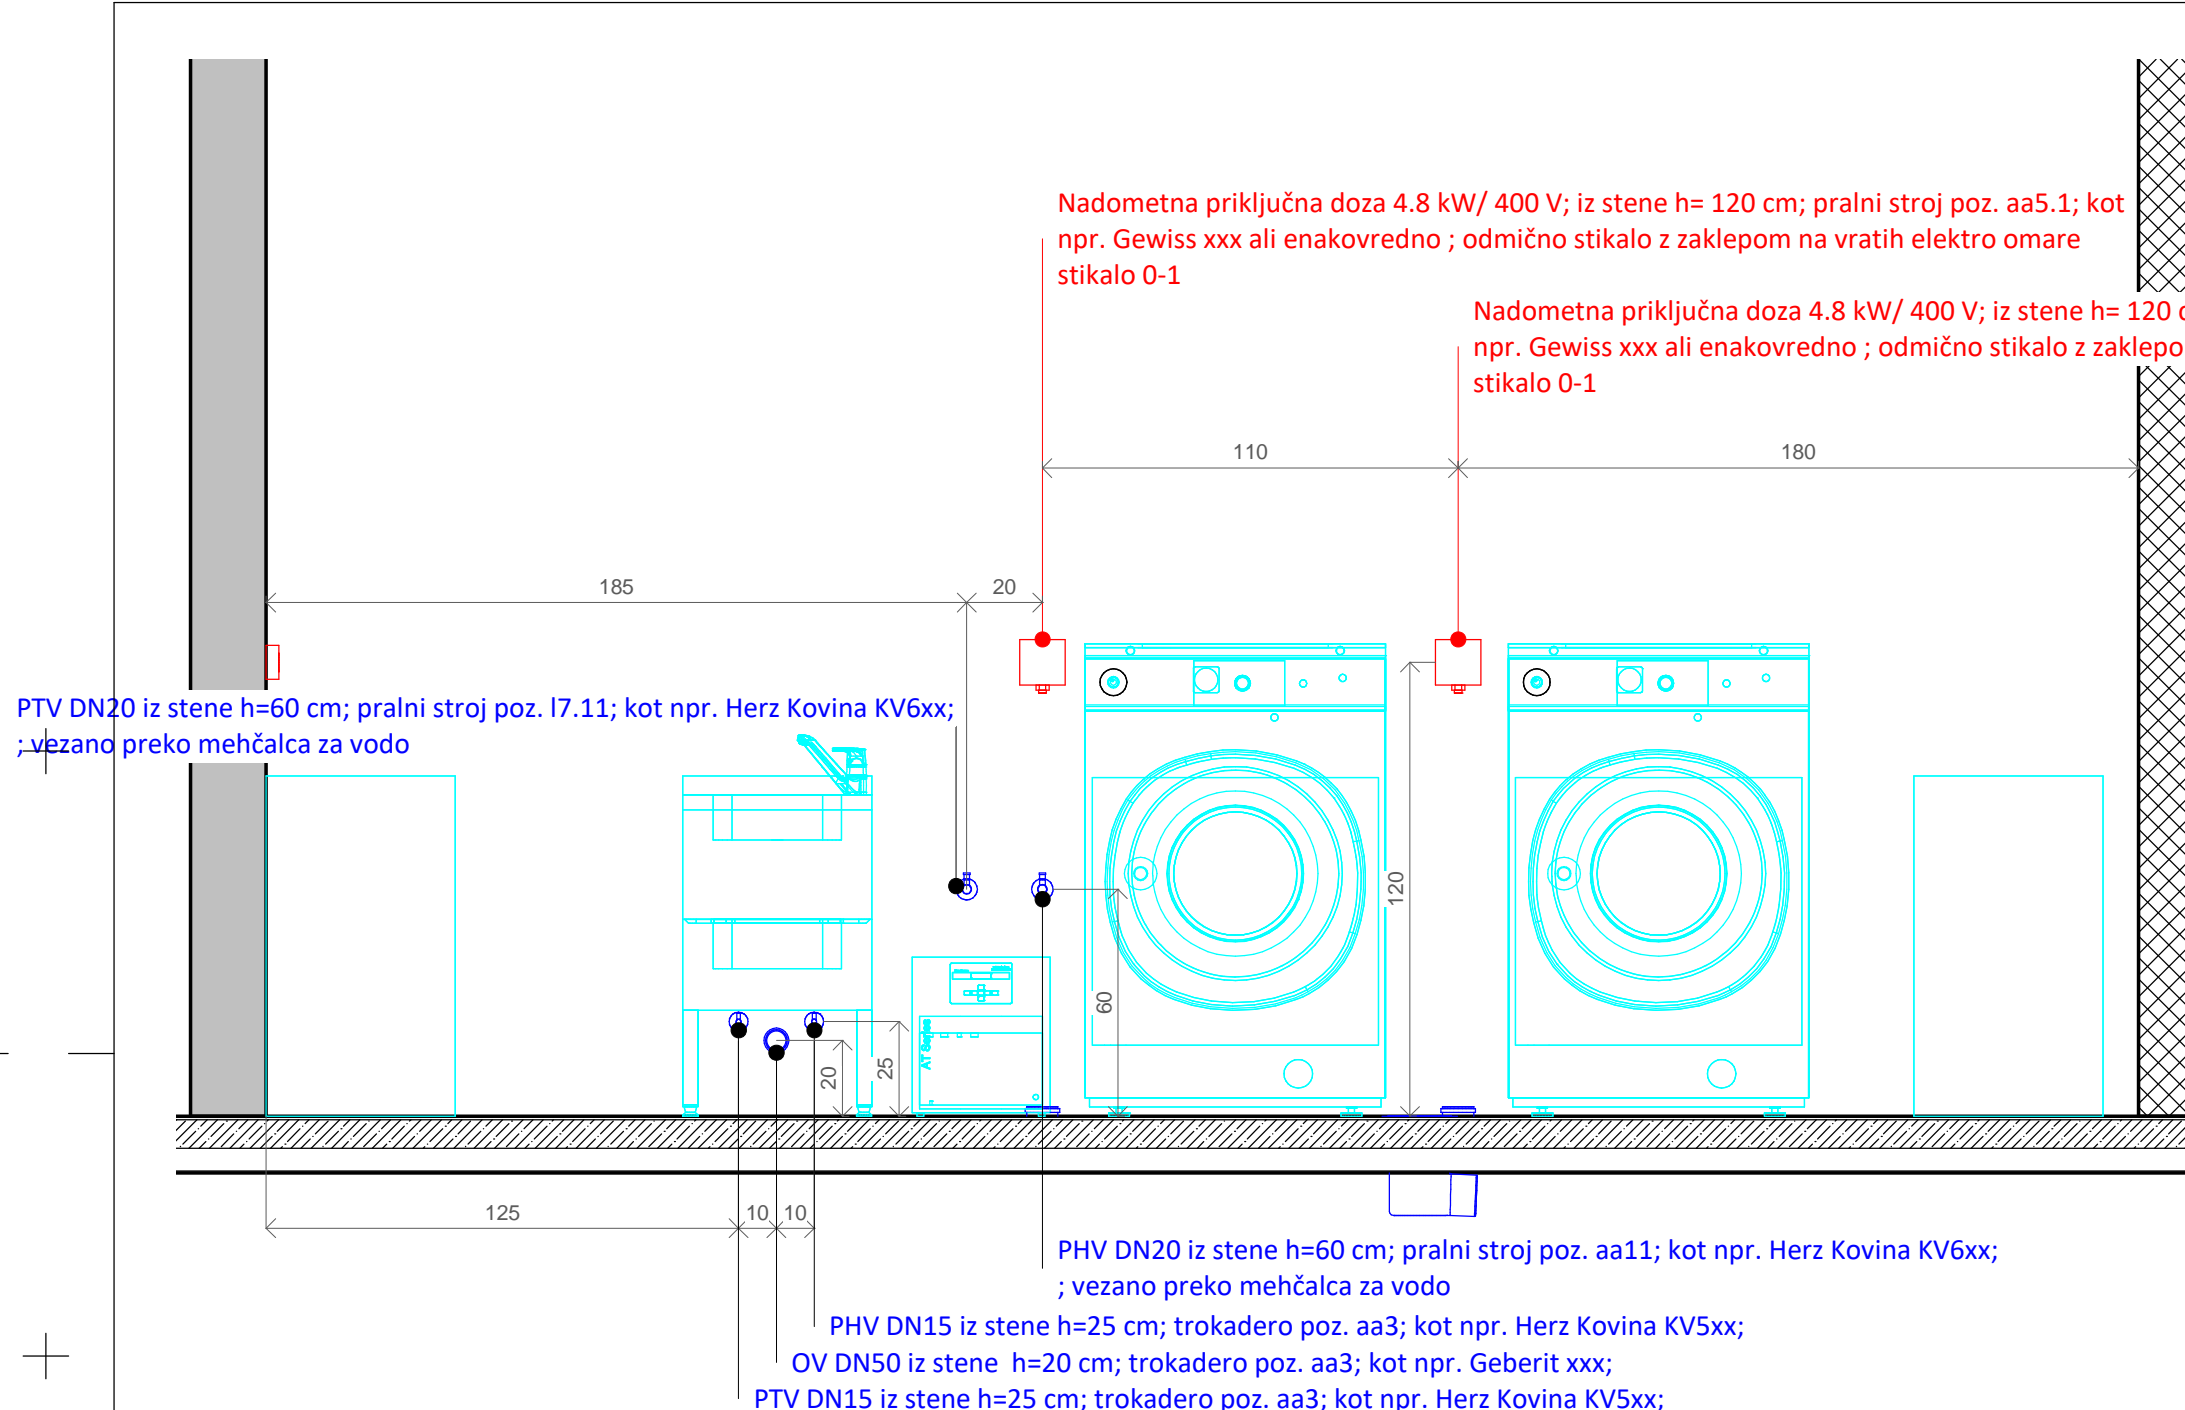 Nadometna priključna doza 4.8 kW/ 400 V; iz stene h= 120 cm; pralni stroj poz. aa5.1; kot
npr. Gewiss xxx ali enakovredno ; odmično stikalo z zaklepom na vratih elektro omare
stikalo 0-1
Nadometna priključna doza 4.8 kW/ 400 V; iz stene h= 120
npr. Gewiss xxx ali enakovredno ; odmično stikalo z zaklepo
stikalo 0-1
110
180
185
20
PTV DN20 iz stene h=60 cm; pralni stroj poz. l7.11; kot npr. Herz Kovina KV6xx;
; vezano preko mehčalca za vodo
120
60
AT Series
20
25
125
10
10
PHV DN20 iz stene h=60 cm; pralni stroj poz. aa11; kot npr. Herz Kovina KV6xx;
; vezano preko mehčalca za vodo
PHV DN15 iz stene h=25 cm; trokadero poz. aa3; kot npr. Herz Kovina KV5xx;
OV DN50 iz stene  h=20 cm; trokadero poz. aa3; kot npr. Geberit xxx;
PTV DN15 iz stene h=25 cm; trokadero poz. aa3; kot npr. Herz Kovina KV5xx;